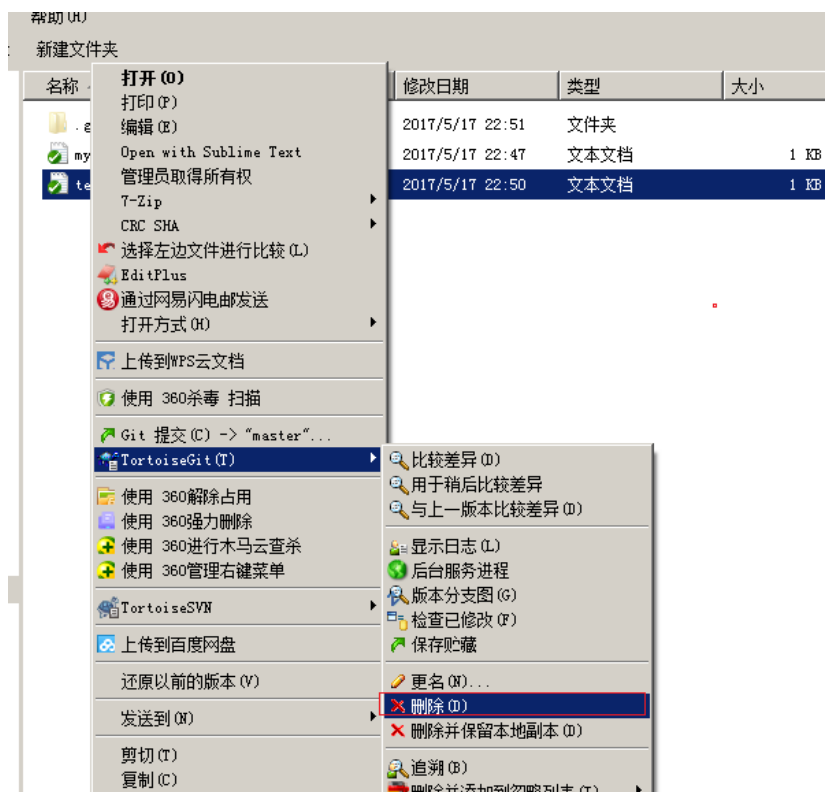 帮助(H)
新建文件夹
名称 修改日期 类型 大小
.g 2017/5/17 22:51 文件夹
my 2017/5/17 22:47 文本文档 1 KB
te 2017/5/17 22:50 文本文档 1 KB
打开(O)
打印(P)
编辑(E)
Open with Sublime Text
管理员取得所有权
7-Zip
CRC SHA
选择左边文件进行比较(L)
EditPlus
通过网易闪电邮发送
打开方式(H)
上传到WPS云文档
使用 360杀毒 扫描
Git 提交(C) -> "master"...
TortoiseGit(T)
使用 360解除占用
使用 360强力删除
使用 360进行木马云查杀
使用 360管理右键菜单
TortoiseSVN
上传到百度网盘
还原以前的版本(V)
发送到(N)
剪切(T)
复制(C)
比较差异(D)
用于稍后比较差异
与上一版本比较差异(D)
显示日志(L)
后台服务进程
版本分支图(G)
检查已修改(F)
保存贮藏
更名(N)...
删除(D)
删除并保留本地副本(D)
追溯(B)
删除并添加到忽略列表(I)